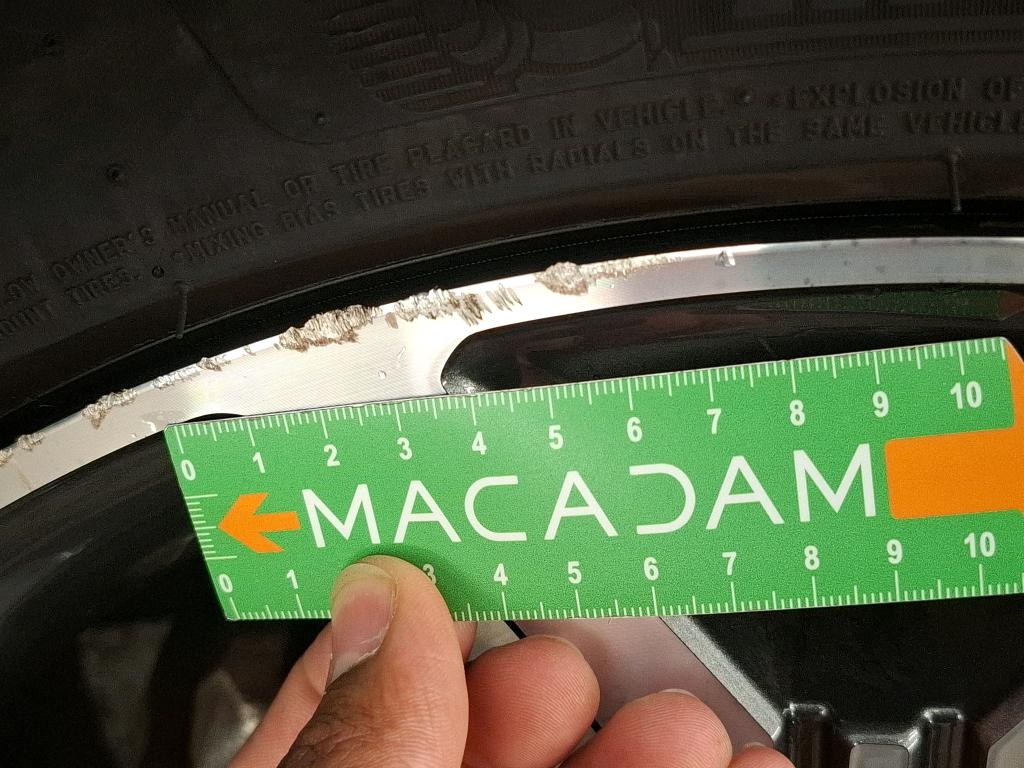 OWNER'S MANUAL OR TIRE PLACARD IN VEHICLE. • EXPLOSION OF
MOUNT TIRES. • MIXING BIAS TIRES WITH RADIALS ON THE SAME VEHICLE
0 1 2 3 4 5 6 7 8 9 10
MACADAM
0 1 3 4 5 6 7 8 9 10